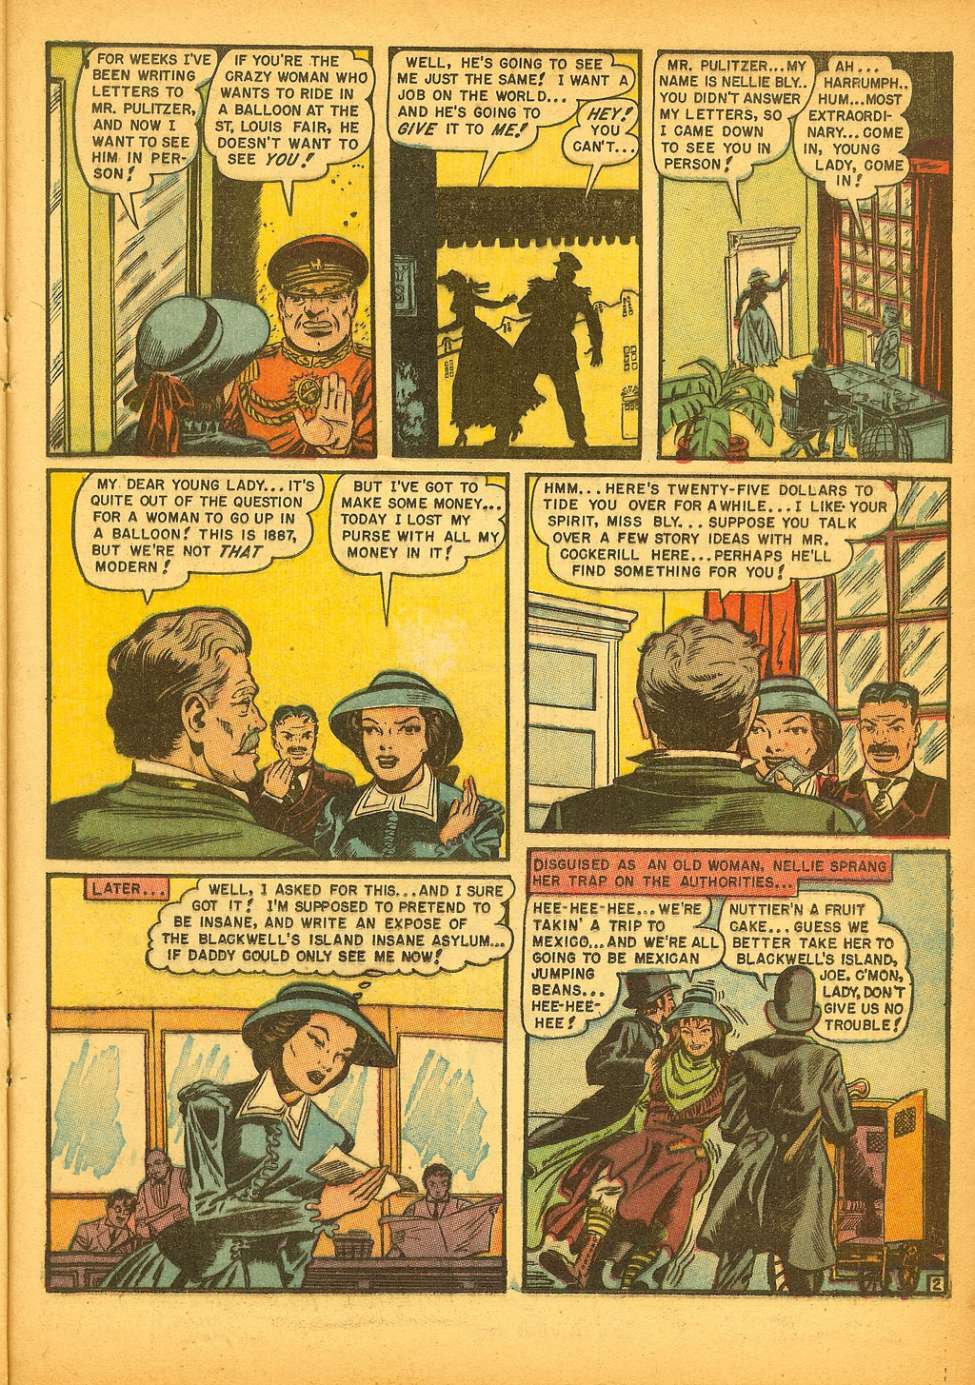 FOR WEEKS I'VE
BEEN WRITING
LETTERS TO
MR. PULITZER,
AND NOW I
WANT TO SEE
HIM IN PER-
SON!
IF YOU'RE THE
CRAZY WOMAN WHO
WANTS TO RIDE IN
A BALLOON AT THE
ST. LOUIS FAIR, HE
DOESN'T WANT TO
SEE YOU!
WELL, HE'S GOING TO SEE
ME JUST THE SAME! I WANT A
JOB ON THE WORLD...
AND HE'S GOING TO
GIVE IT TO ME!
HEY!
YOU
CAN'T...
MR. PULITZER...MY
NAME IS NELLIE BLY..
YOU DIDN'T ANSWER
MY LETTERS, SO
I CAME DOWN
TO SEE YOU IN
PERSON!
AH...
HARRUMPH..
HUM...MOST
EXTRAORDI-
NARY...COME
IN, YOUNG
LADY, COME
IN!
MY DEAR YOUNG LADY...IT'S
QUITE OUT OF THE QUESTION
FOR A WOMAN TO GO UP IN
A BALLOON! THIS IS 1887,
BUT WE'RE NOT THAT
MODERN!
BUT I'VE GOT TO
MAKE SOME MONEY...
TODAY I LOST MY
PURSE WITH ALL MY
MONEY IN IT!
HMM...HERE'S TWENTY-FIVE DOLLARS TO
TIDE YOU OVER FOR AWHILE...I LIKE YOUR
SPIRIT, MISS BLY...SUPPOSE YOU TALK
OVER A FEW STORY IDEAS WITH MR.
COCKERILL HERE...PERHAPS HE'LL
FIND SOMETHING FOR YOU!
LATER...
WELL, I ASKED FOR THIS...AND I SURE
GOT IT! I'M SUPPOSED TO PRETEND TO
BE INSANE, AND WRITE AN EXPOSE OF
THE BLACKWELL'S ISLAND INSANE ASYLUM...
IF DADDY COULD ONLY SEE ME NOW!
DISGUISED AS AN OLD WOMAN, NELLIE SPRANG
HER TRAP ON THE AUTHORITIES...
HEE-HEE-HEE...WE'RE
TAKIN' A TRIP TO
MEXICO...AND WE'RE ALL
GOING TO BE MEXICAN
JUMPING
BEANS...
HEE-HEE-
HEE!
NUTTIER'N A FRUIT
CAKE...GUESS WE
BETTER TAKE HER TO
BLACKWELL'S ISLAND,
JOE. C'MON,
LADY, DON'T
GIVE US NO
TROUBLE!
2